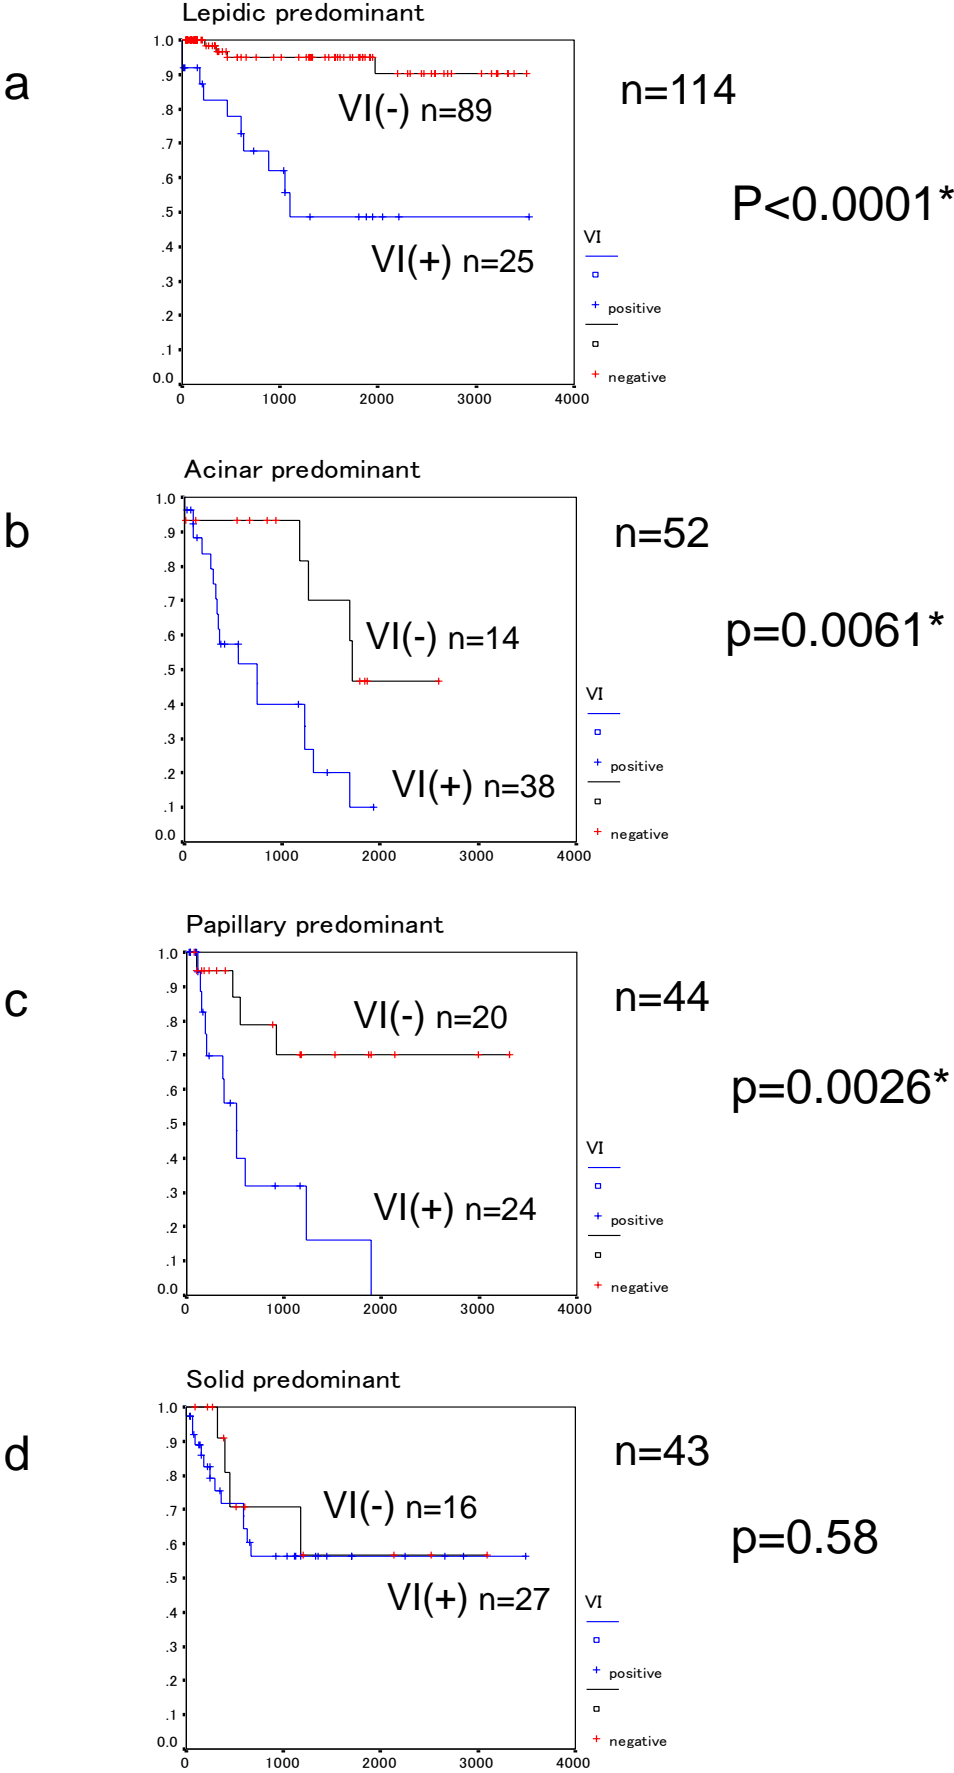 Lepidic predominant
a
1.0
.9
.8
.7
.6
.5
.4
.3
.2
.1
0.0
0 1000 2000 3000 4000
VI(-) n=89
VI(+) n=25
n=114
P<0.0001*
VI
positive
negative
Acinar predominant
b
1.0
.9
.8
.7
.6
.5
.4
.3
.2
.1
0.0
0 1000 2000 3000 4000
VI(-) n=14
VI(+) n=38
n=52
p=0.0061*
VI
positive
negative
Papillary predominant
c
1.0
.9
.8
.7
.6
.5
.4
.3
.2
.1
0.0
0 1000 2000 3000 4000
VI(-) n=20
VI(+) n=24
n=44
p=0.0026*
VI
positive
negative
Solid predominant
d
1.0
.9
.8
.7
.6
.5
.4
.3
.2
.1
0.0
0 1000 2000 3000 4000
VI(-) n=16
VI(+) n=27
n=43
p=0.58
VI
positive
negative